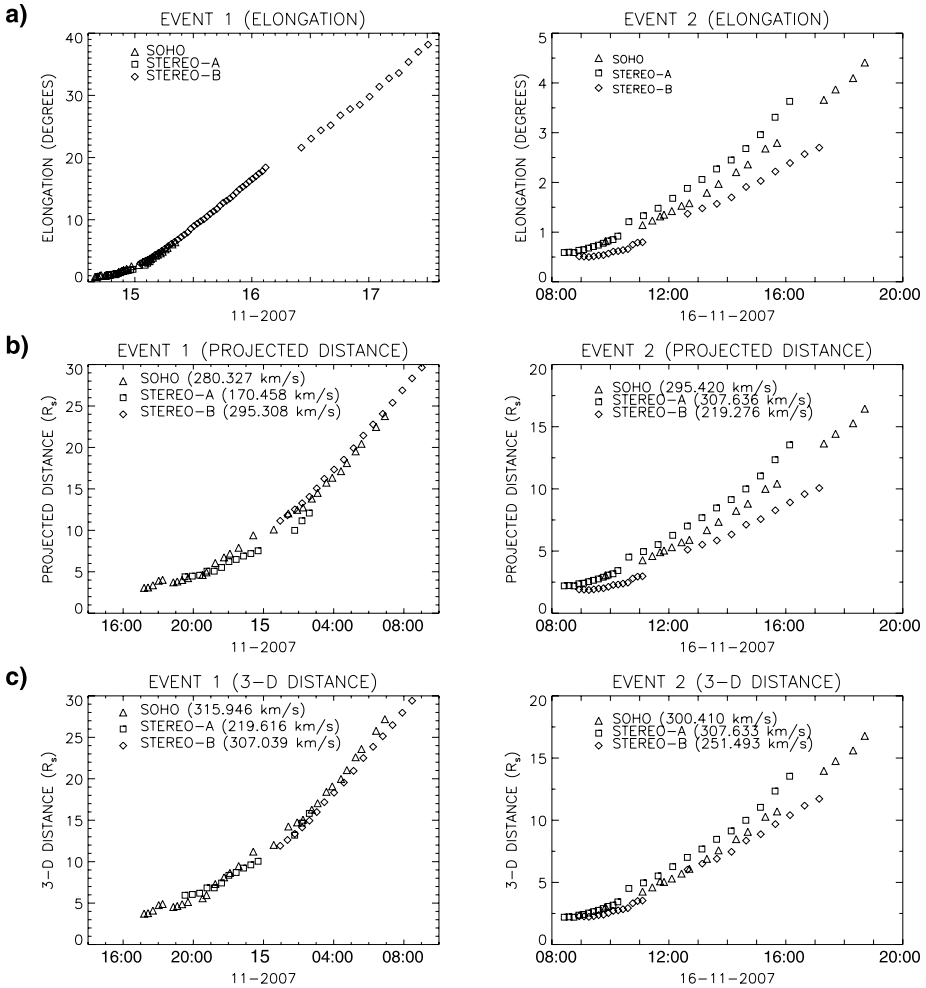 a)
EVENT 1 (ELONGATION)
ELONGATION (DEGREES)
40
30
20
10
0
△ SOHO
□ STEREO-A
◇ STEREO-B
15 16 17
11-2007
EVENT 2 (ELONGATION)
ELONGATION (DEGREES)
5
4
3
2
1
0
△ SOHO
□ STEREO-A
◇ STEREO-B
08:00 12:00 16:00 20:00
16-11-2007
b)
EVENT 1 (PROJECTED DISTANCE)
PROJECTED DISTANCE (Rs)
30
25
20
15
10
5
0
△ SOHO (280.327 km/s)
□ STEREO-A (170.458 km/s)
◇ STEREO-B (295.308 km/s)
16:00 20:00 15 04:00 08:00
11-2007
EVENT 2 (PROJECTED DISTANCE)
PROJECTED DISTANCE (Rs)
20
15
10
5
0
△ SOHO (295.420 km/s)
□ STEREO-A (307.636 km/s)
◇ STEREO-B (219.276 km/s)
08:00 12:00 16:00 20:00
16-11-2007
c)
EVENT 1 (3-D DISTANCE)
3-D DISTANCE (Rs)
30
25
20
15
10
5
0
△ SOHO (315.946 km/s)
□ STEREO-A (219.616 km/s)
◇ STEREO-B (307.039 km/s)
16:00 20:00 15 04:00 08:00
11-2007
EVENT 2 (3-D DISTANCE)
3-D DISTANCE (Rs)
20
15
10
5
0
△ SOHO (300.410 km/s)
□ STEREO-A (307.633 km/s)
◇ STEREO-B (251.493 km/s)
08:00 12:00 16:00 20:00
16-11-2007